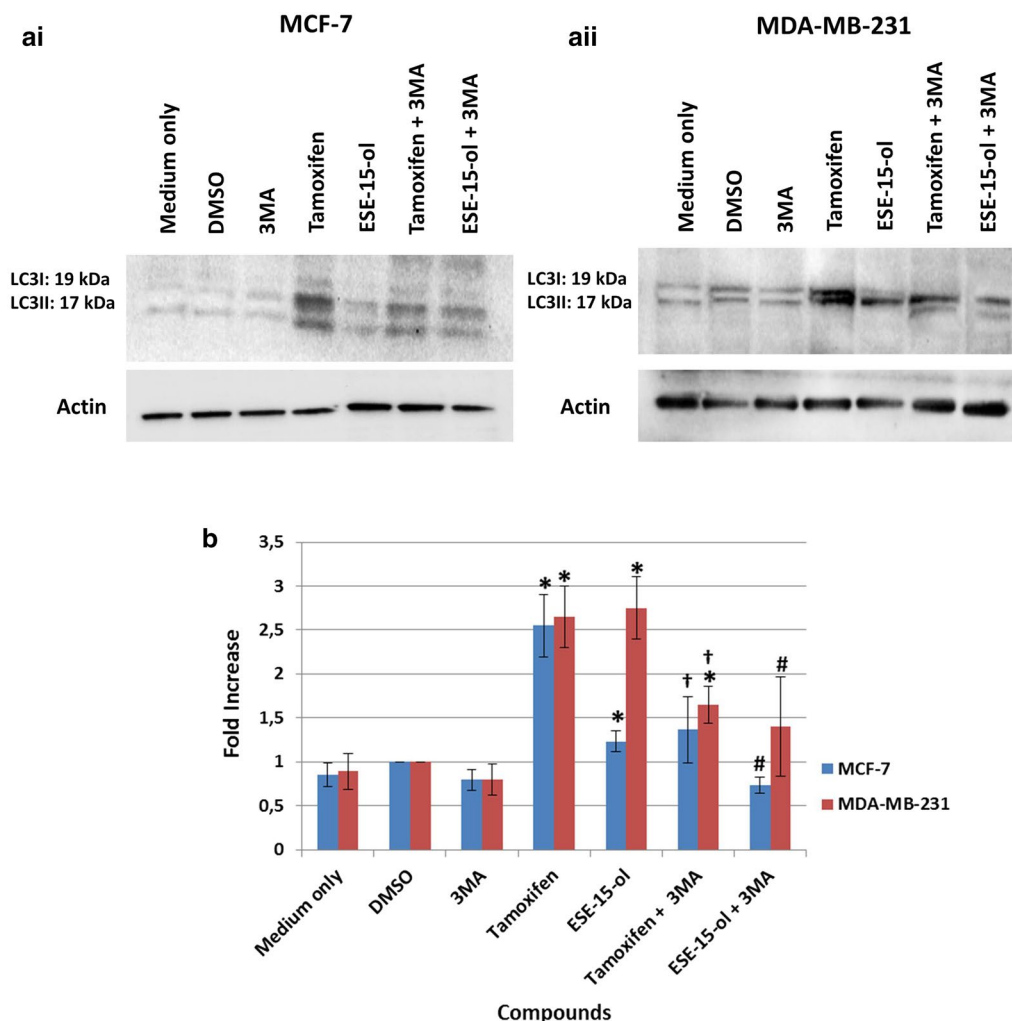 ai
MCF-7
Medium only
DMSO
3MA
Tamoxifen
ESE-15-ol
Tamoxifen + 3MA
ESE-15-ol + 3MA
LC3I: 19 kDa
LC3II: 17 kDa
Actin
aii
MDA-MB-231
Medium only
DMSO
3MA
Tamoxifen
ESE-15-ol
Tamoxifen + 3MA
ESE-15-ol + 3MA
LC3I: 19 kDa
LC3II: 17 kDa
Actin
b
Fold Increase
3,5
3
2,5
2
1,5
1
0,5
0
* *
* *
† † *
# #
Medium only
DMSO
3MA
Tamoxifen
ESE-15-ol
Tamoxifen + 3MA
ESE-15-ol + 3MA
Compounds
MCF-7
MDA-MB-231